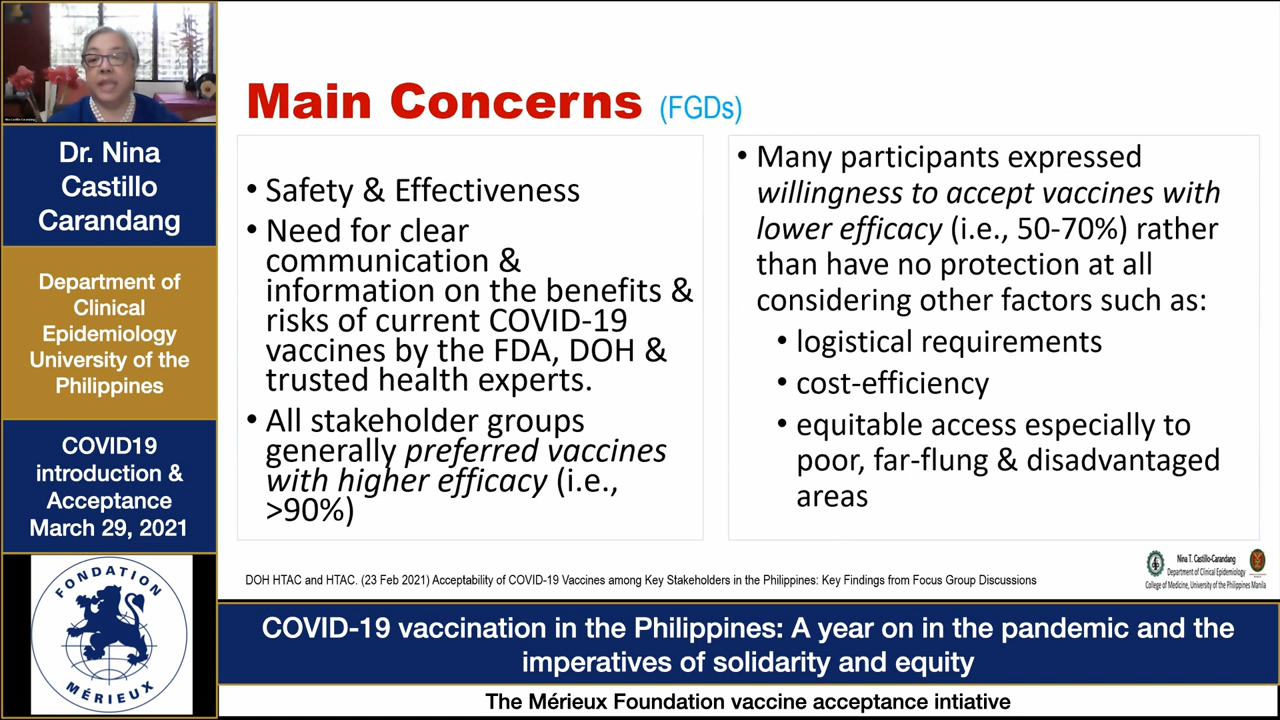 Dr. Nina
Castillo
Carandang
Department of
Clinical
Epidemiology
University of the
Philippines
COVID19
introduction &
Acceptance
March 29, 2021
FONDATION
MÉRIEUX
Main Concerns (FGDs)
• Safety & Effectiveness
• Need for clear
communication &
information on the benefits &
risks of current COVID-19
vaccines by the FDA, DOH &
trusted health experts.
• All stakeholder groups
generally preferred vaccines
with higher efficacy (i.e.,
>90%)
• Many participants expressed
willingness to accept vaccines with
lower efficacy (i.e., 50-70%) rather
than have no protection at all
considering other factors such as:
• logistical requirements
• cost-efficiency
• equitable access especially to
poor, far-flung & disadvantaged
areas
DOH HTAC and HTAC. (23 Feb 2021) Acceptability of COVID-19 Vaccines among Key Stakeholders in the Philippines: Key Findings from Focus Group Discussions
Nina T. Castillo-Carandang
Department of Clinical Epidemiology
College of Medicine, University of the Philippines Manila
COVID-19 vaccination in the Philippines: A year on in the pandemic and the
imperatives of solidarity and equity
The Mérieux Foundation vaccine acceptance intiative